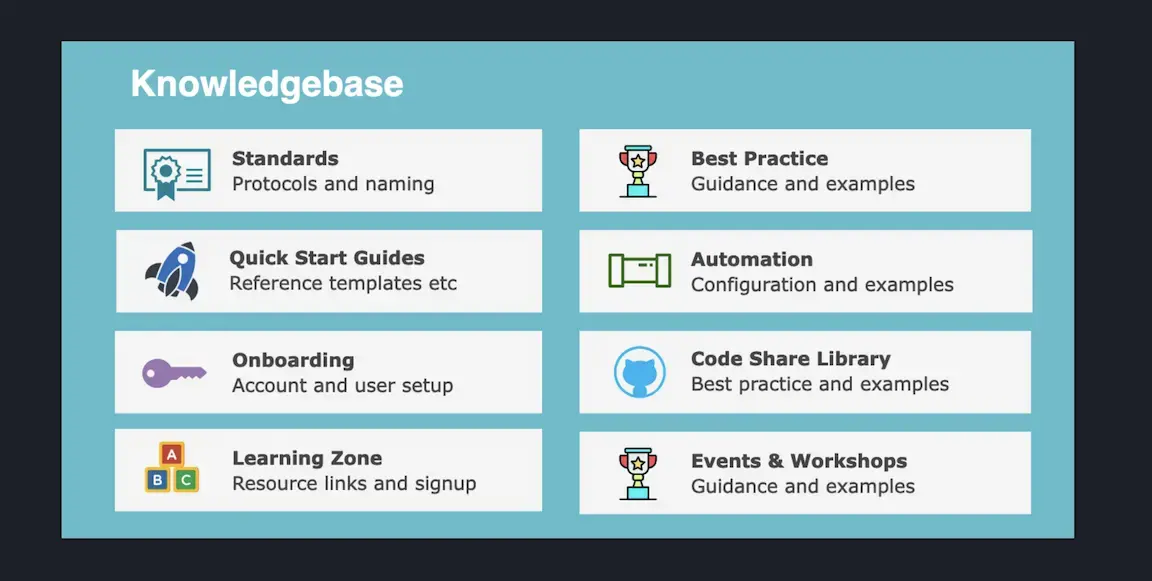 Knowledgebase
Standards
Protocols and naming
Best Practice
Guidance and examples
Quick Start Guides
Reference templates etc
Automation
Configuration and examples
Onboarding
Account and user setup
Code Share Library
Best practice and examples
A
B C
Learning Zone
Resource links and signup
Events & Workshops
Guidance and examples